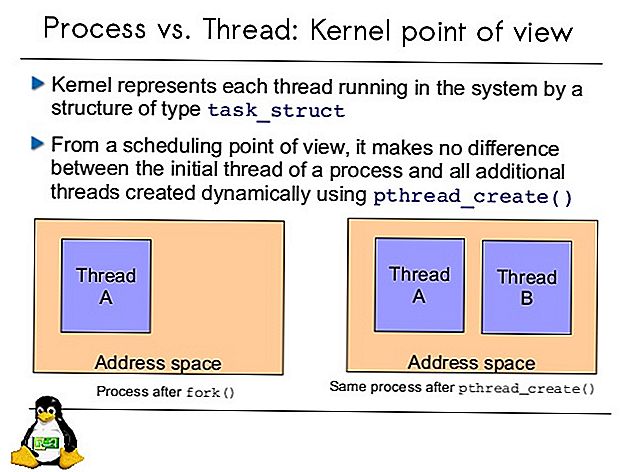 Process vs. Thread: Kernel point of view
Kernel represents each thread running in the system by a
structure of type task_struct
From a scheduling point of view, it makes no difference
between the initial thread of a process and all additional
threads created dynamically using pthread_create()
Thread
A
Address space
Process after fork()
Thread
A
Thread
B
Address space
Same process after pthread_create()